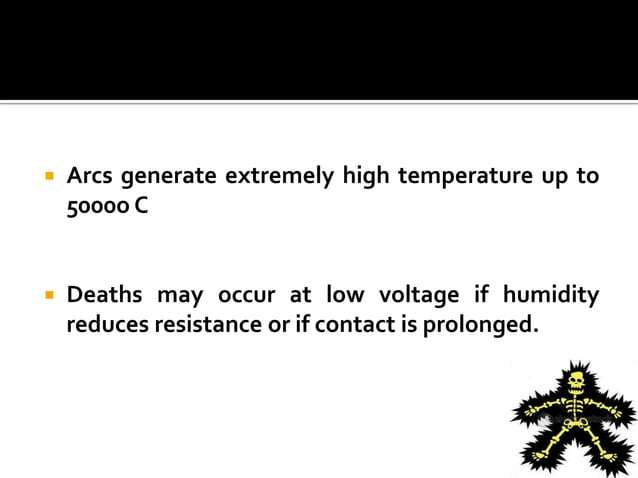 Arcs generate extremely high temperature up to
50000 C
Deaths may occur at low voltage if humidity
reduces resistance or if contact is prolonged.